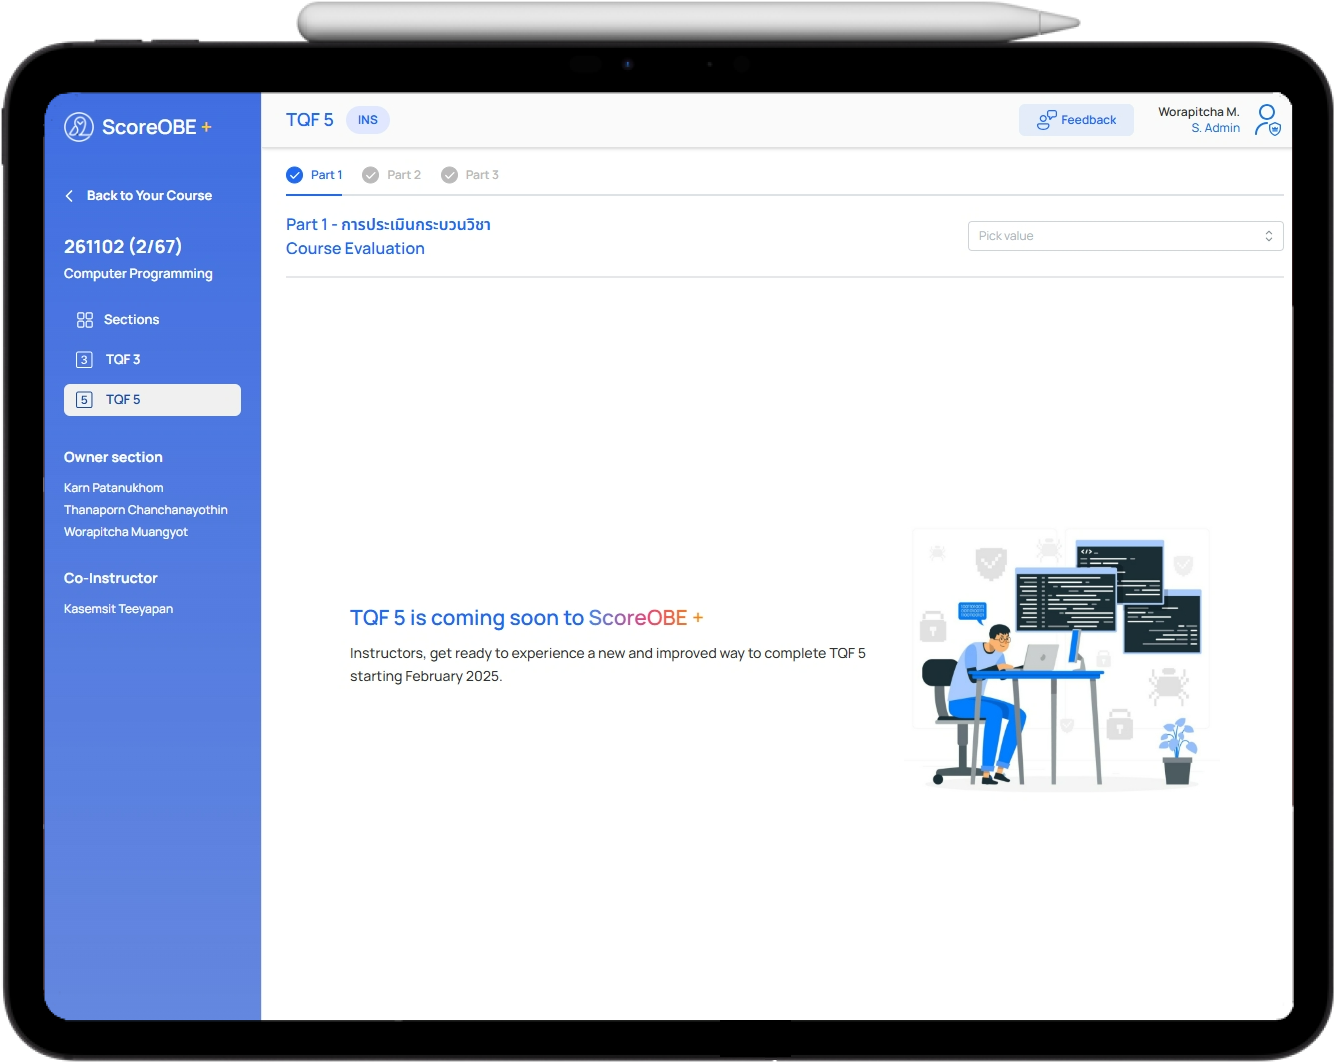 ScoreOBE +
Back to Your Course
261102 (2/67)
Computer Programming
Sections
3 TQF 3
5 TQF 5
Owner section
Karn Patanukhom
Thanaporn Chanchanayothin
Worapitcha Muangyot
Co-Instructor
Kasemsit Teeyapan
TQF 5 INS
Feedback
Worapitcha M.
S. Admin
Part 1 Part 2 Part 3
Part 1 - การประเมินกระบวนวิชา
Course Evaluation
Pick value
TQF 5 is coming soon to ScoreOBE +
Instructors, get ready to experience a new and improved way to complete TQF 5
starting February 2025.